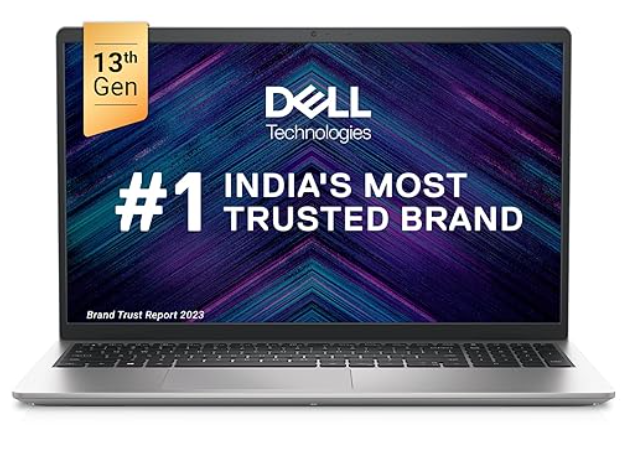 13th
Gen
DELL
Technologies
#1 INDIA'S MOST
TRUSTED BRAND
Brand Trust Report 2023